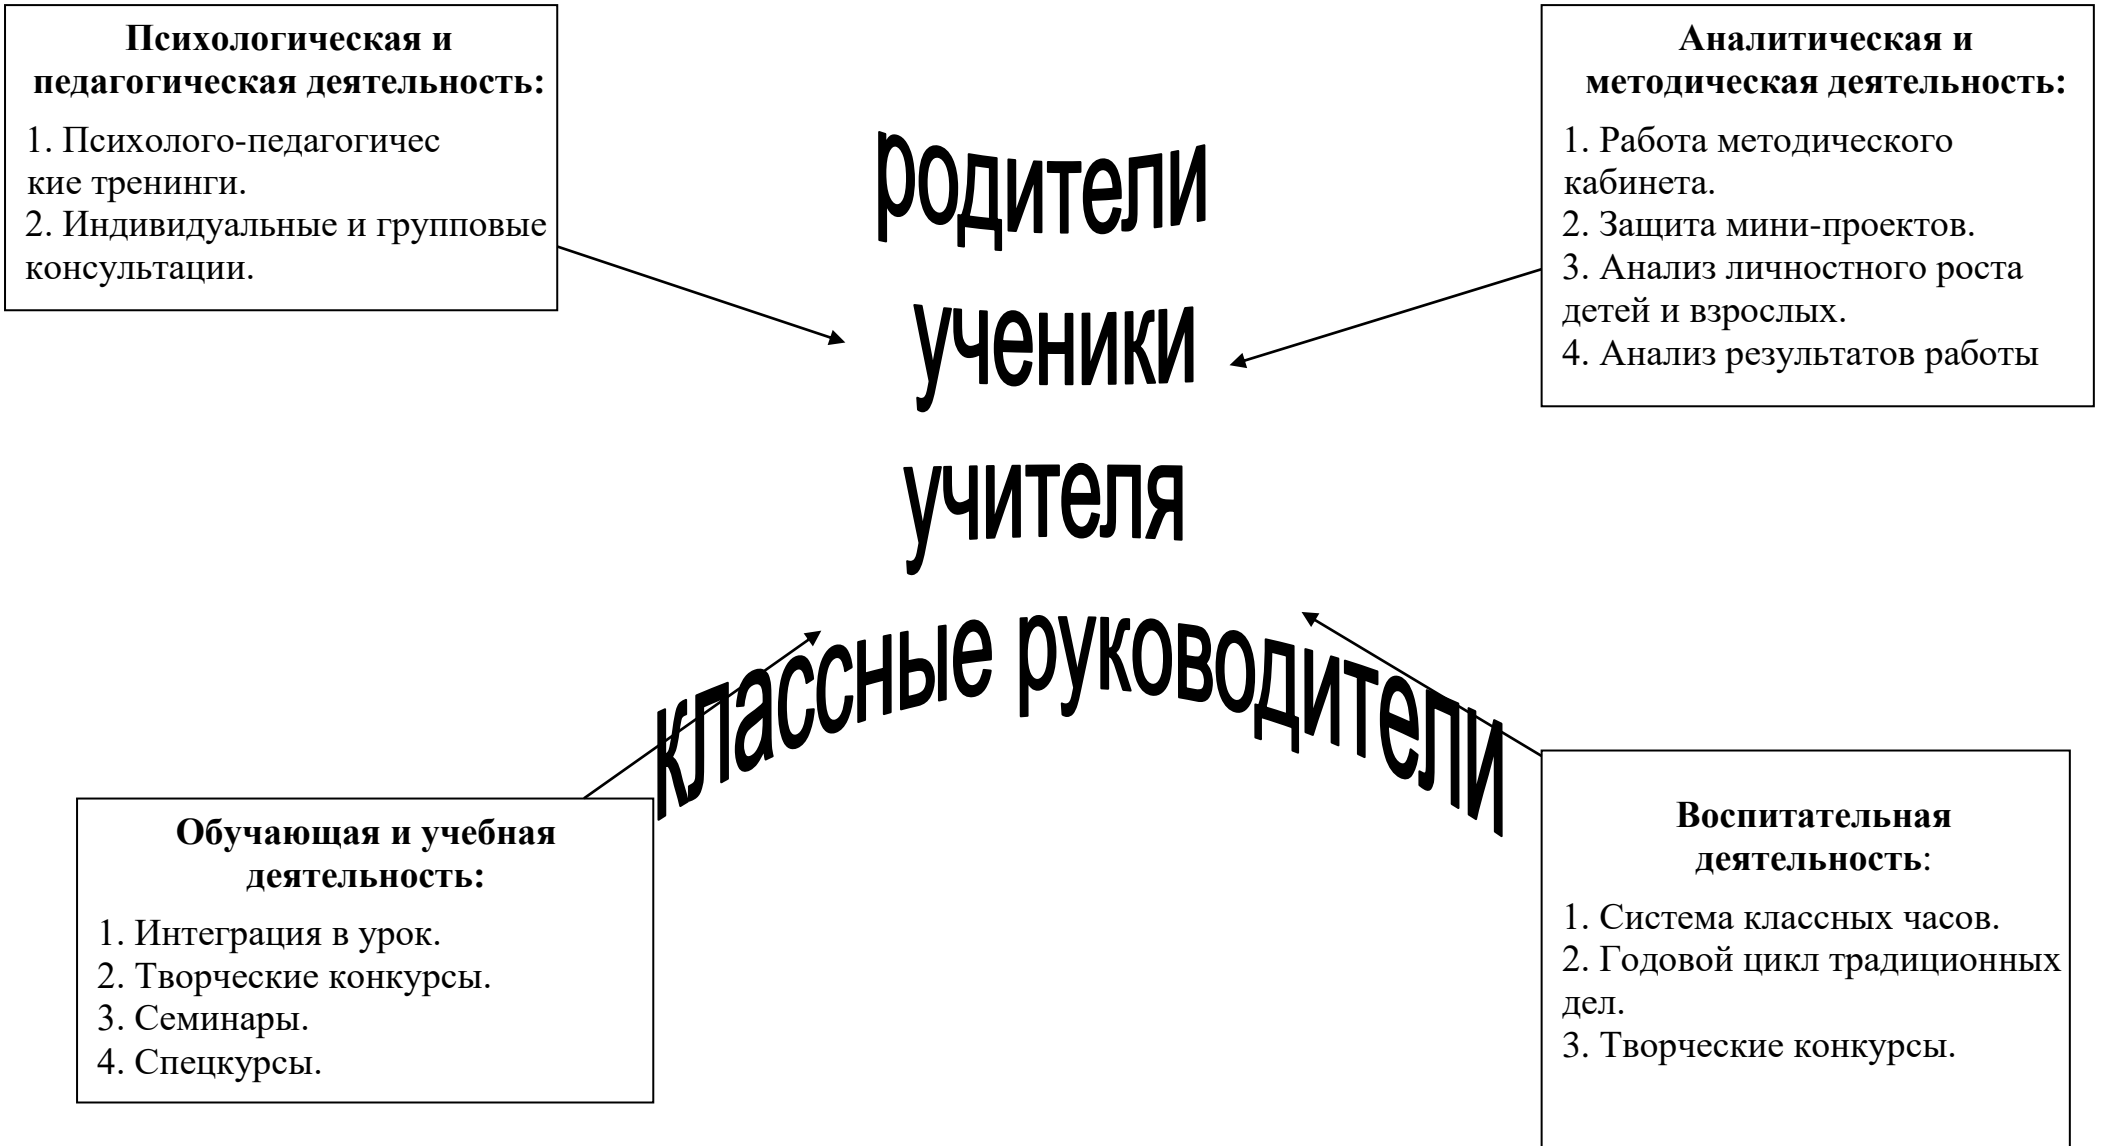 Психологическая и
педагогическая деятельность:
1. Психолого-педагогичес
кие тренинги.
2. Индивидуальные и групповые
консультации.
Аналитическая и
методическая деятельность:
1. Работа методического
кабинета.
2. Защита мини-проектов.
3. Анализ личностного роста
детей и взрослых.
4. Анализ результатов работы
родители
ученики
учителя
классные руководители
Обучающая и учебная
деятельность:
1. Интеграция в урок.
2. Творческие конкурсы.
3. Семинары.
4. Спецкурсы.
Воспитательная
деятельность:
1. Система классных часов.
2. Годовой цикл традиционных
дел.
3. Творческие конкурсы.